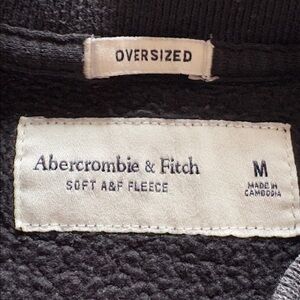 OVERSIZED
Abercrombie & Fitch
SOFT A&F FLEECE
M
MADE IN
CAMBODIA